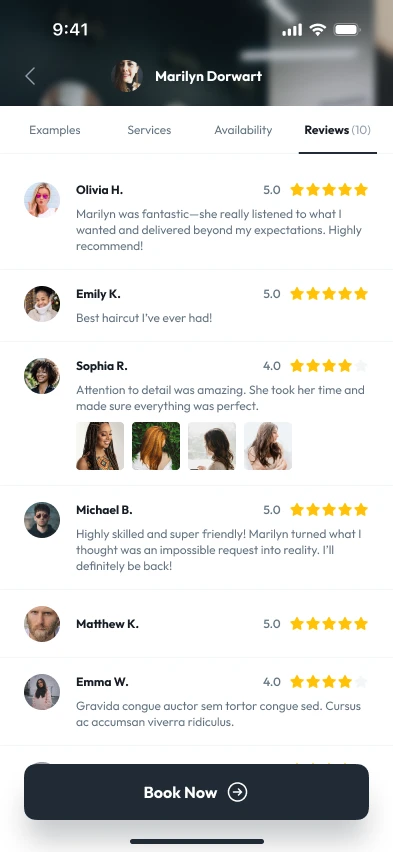 9:41
Marilyn Dorwart
Examples Services Availability Reviews (10)
Olivia H. 5.0
Marilyn was fantastic—she really listened to what I
wanted and delivered beyond my expectations. Highly
recommend!
Emily K. 5.0
Best haircut I've ever had!
Sophia R. 4.0
Attention to detail was amazing. She took her time and
made sure everything was perfect.
Michael B. 5.0
Highly skilled and super friendly! Marilyn turned what I
thought was an impossible request into reality. I'll
definitely be back!
Matthew K. 5.0
Emma W. 4.0
Gravida congue auctor sem tortor congue sed. Cursus
ac accumsan viverra ridiculus.
Book Now